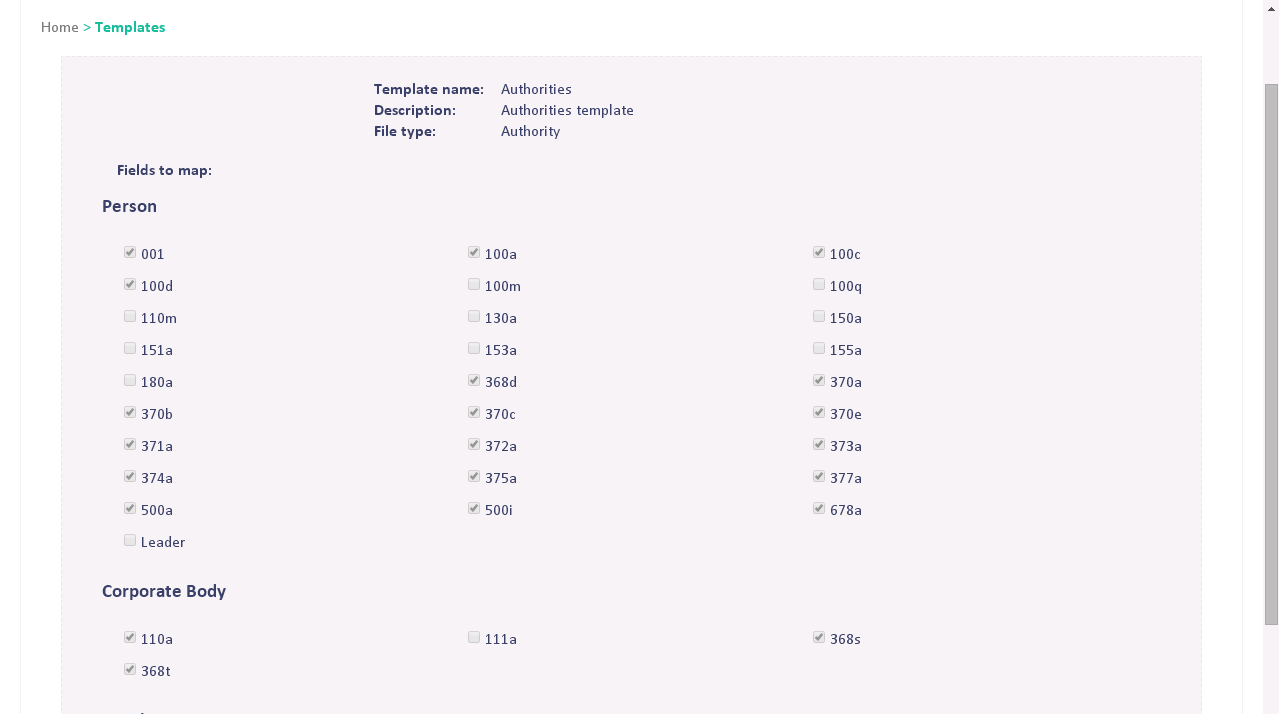 Home > Templates
Template name: Authorities
Description: Authorities template
File type: Authority
Fields to map:
Person
001 100a 100c
100d 100m 100q
110m 130a 150a
151a 153a 155a
180a 368d 370a
370b 370c 370e
371a 372a 373a
374a 375a 377a
500a 500i 678a
Leader
Corporate Body
110a 111a 368s
368t